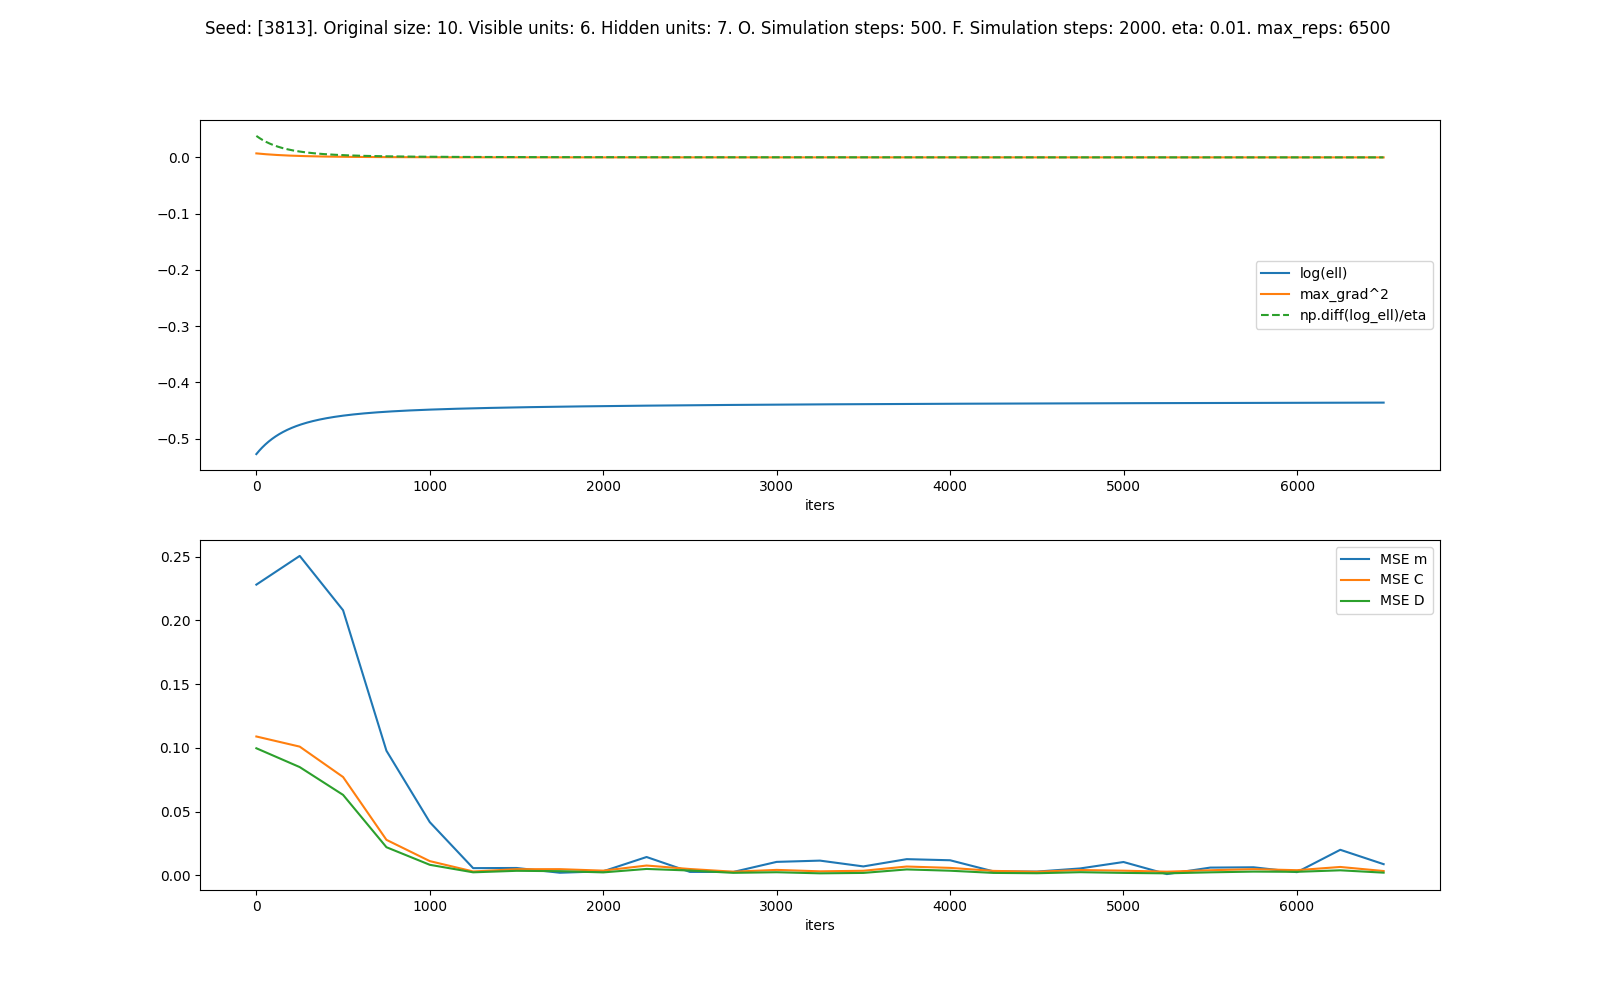 Seed: [3813]. Original size: 10. Visible units: 6. Hidden units: 7. O. Simulation steps: 500. F. Simulation steps: 2000. eta: 0.01. max_reps: 6500
0.0
−0.1
−0.2
−0.3
−0.4
−0.5
log(ell)
max_grad^2
np.diff(log_ell)/eta
0 1000 2000 3000 4000 5000 6000
iters
0.25
0.20
0.15
0.10
0.05
0.00
MSE m
MSE C
MSE D
0 1000 2000 3000 4000 5000 6000
iters